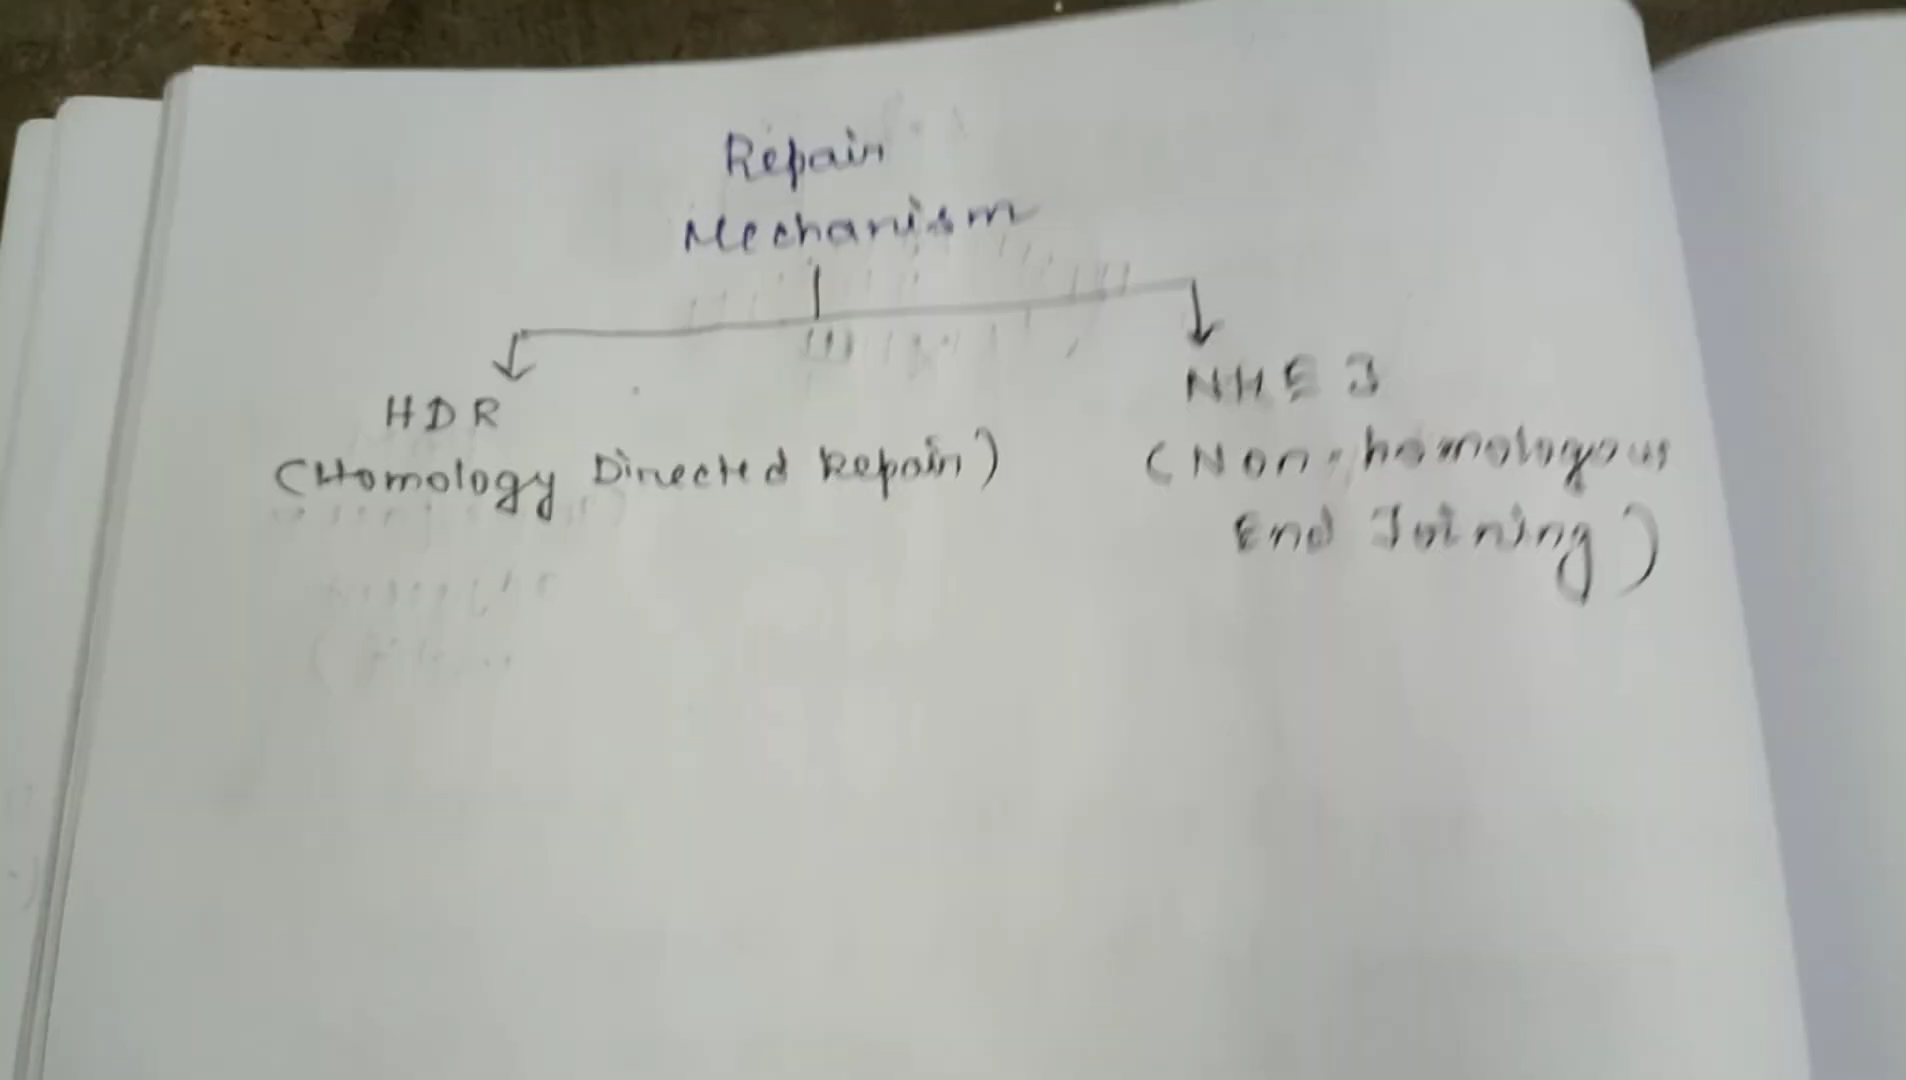 Repair
Mechanism
HDR
(Homology Directed Repair)
NHEJ
(Non-homologous
End Joining)